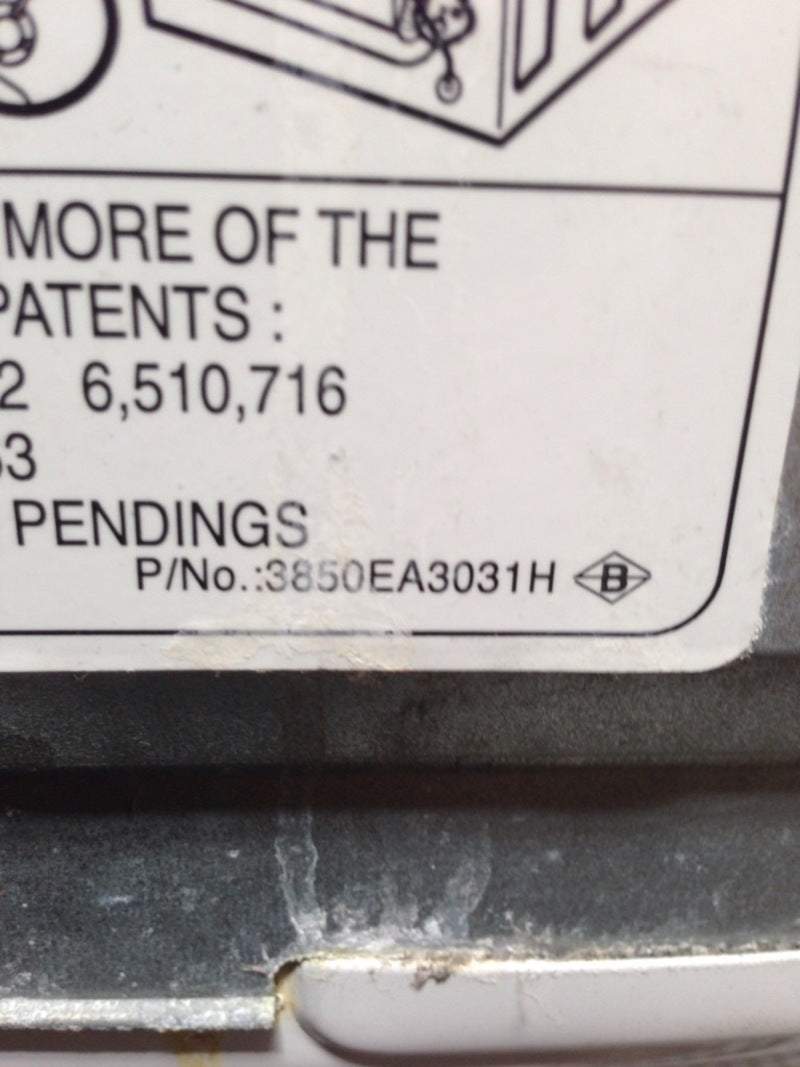 MORE OF THE
PATENTS :
2 6,510,716
3
PENDINGS
P/No.:3850EA3031H B